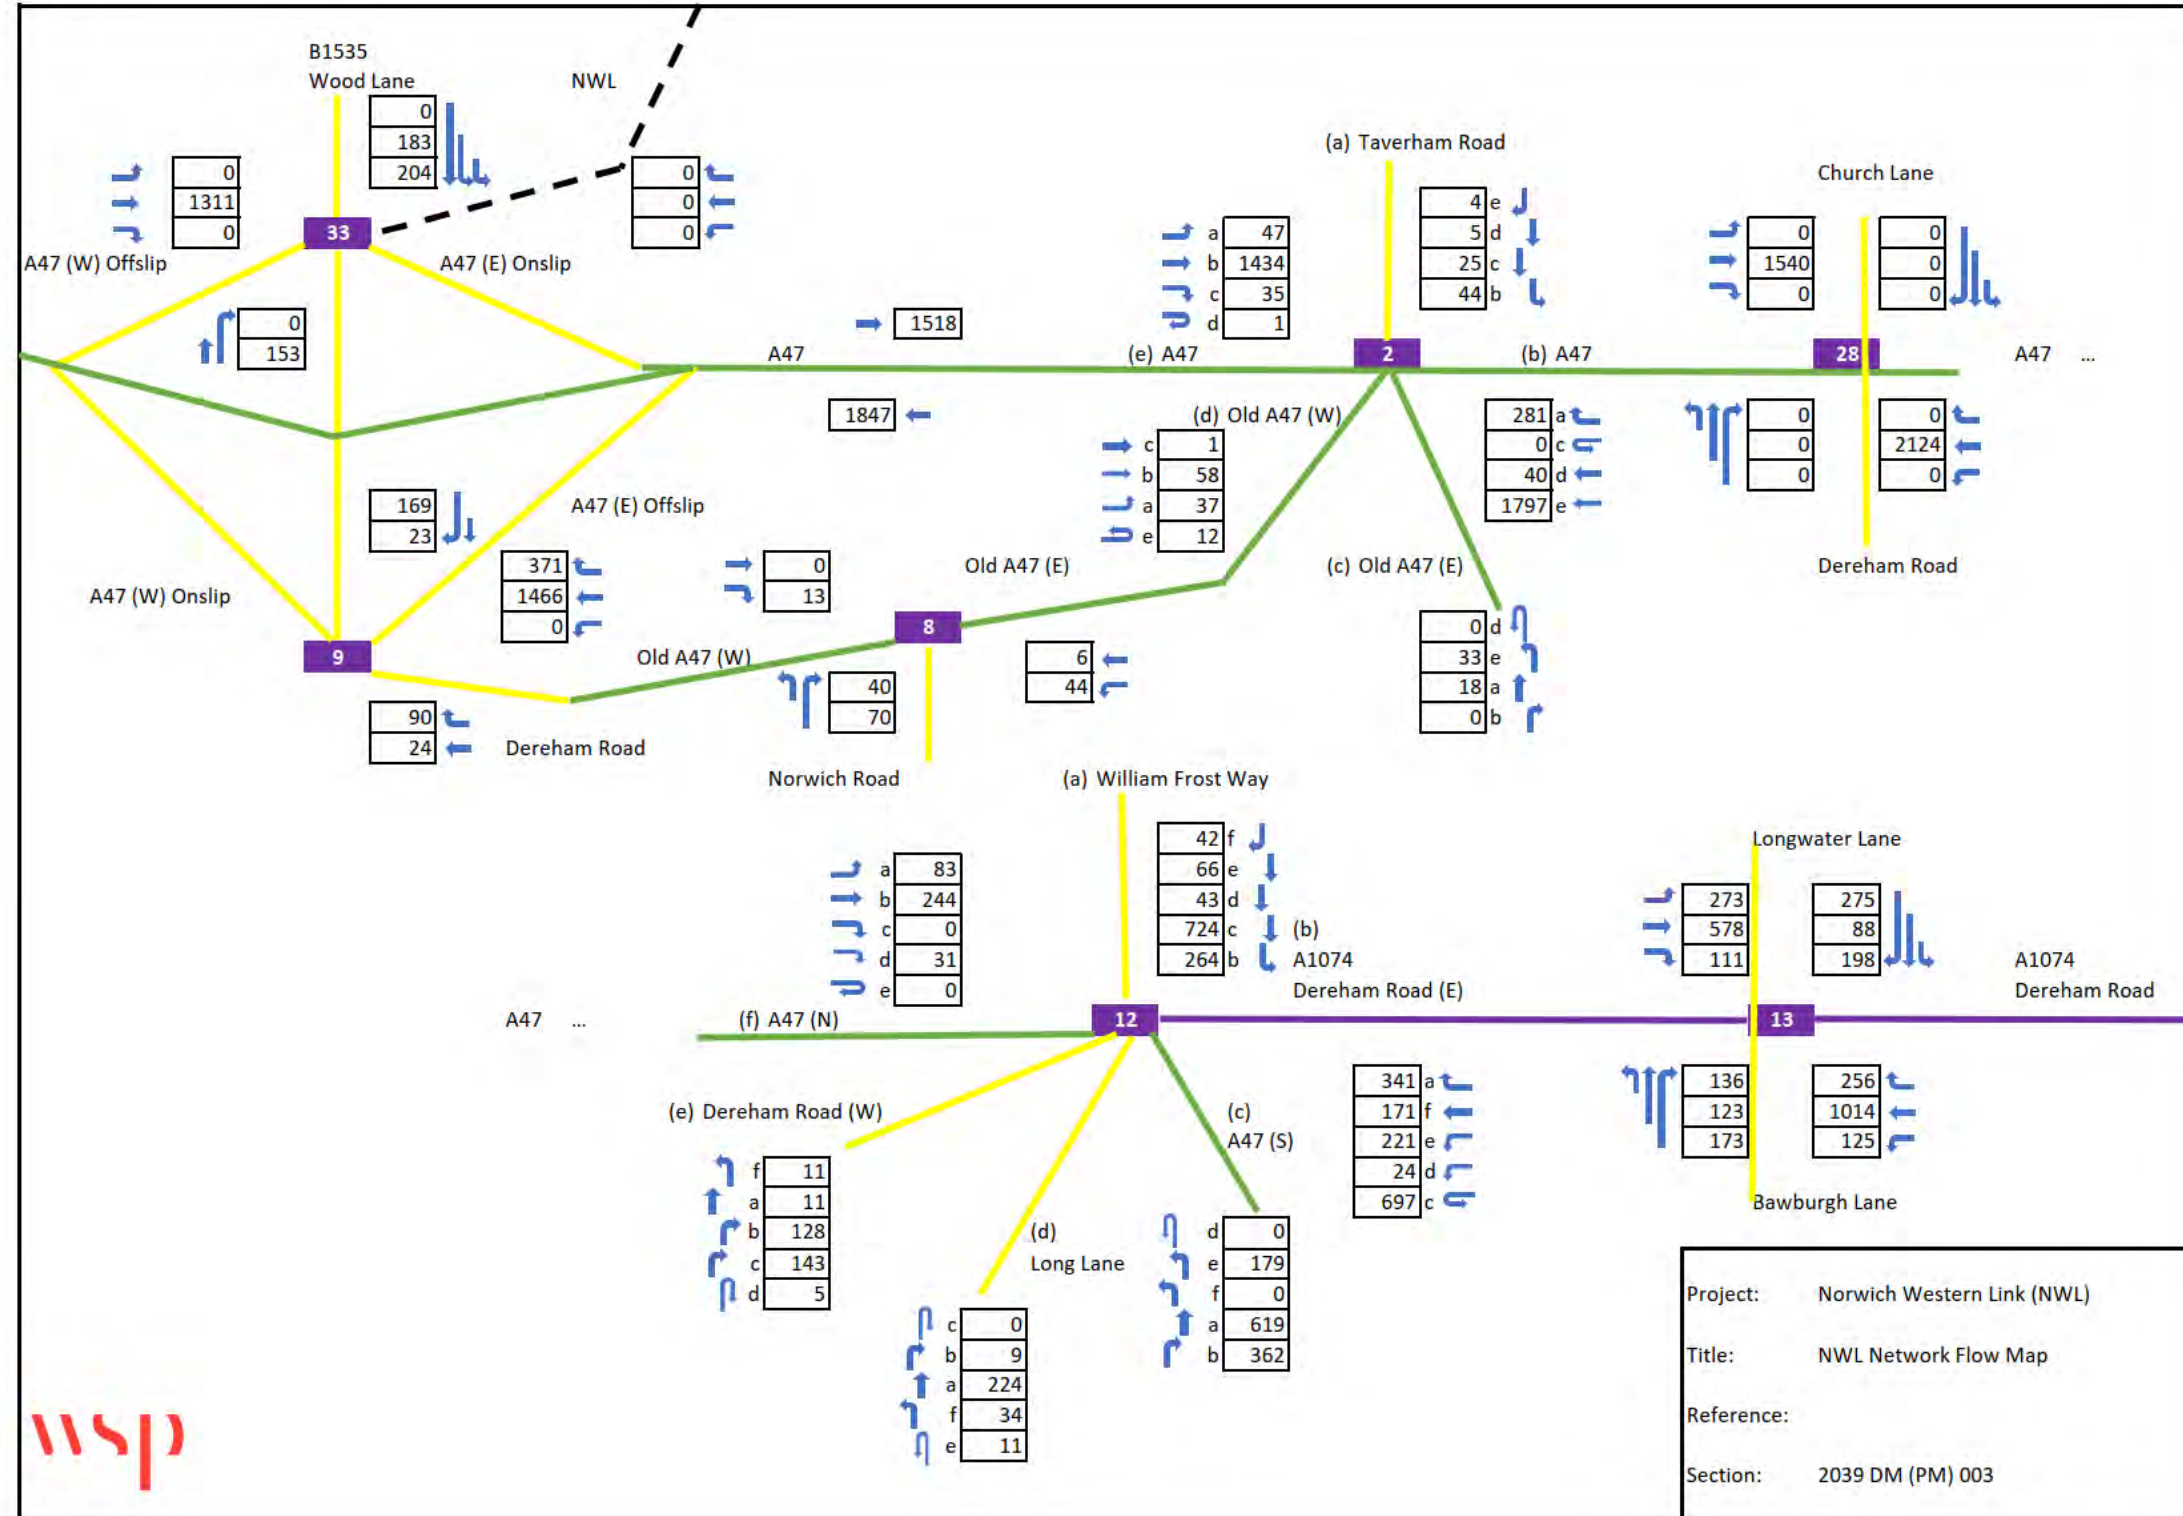 B1535
Wood Lane
NWL
0
183
204
0
1311
0
0
0
0
33
A47 (W) Offslip
A47 (E) Onslip
0
153
1518
A47
1847
169
23
A47 (E) Offslip
A47 (W) Onslip
371
1466
0
9
90
24
Dereham Road
0
13
Old A47 (W)
8
Old A47 (E)
6
44
40
70
Norwich Road
(a) Taverham Road
a 47
b 1434
c 35
d 1
4 e
5 d
25 c
44 b
(e) A47
2
(b) A47
(d) Old A47 (W)
c 1
b 58
a 37
e 12
(c) Old A47 (E)
281 a
0 c
40 d
1797 e
0 d
33 e
18 a
0 b
Church Lane
0
1540
0
0
0
0
28
A47 ...
0
0
0
0
2124
0
Dereham Road
(a) William Frost Way
42 f
66 e
43 d
724 c
264 b
a 83
b 244
c 0
d 31
e 0
(b)
A1074
Dereham Road (E)
A47 ...
(f) A47 (N)
12
(e) Dereham Road (W)
f 11
a 11
b 128
c 143
d 5
(d)
Long Lane
c 0
b 9
a 224
f 34
e 11
(c)
A47 (S)
d 0
e 179
f 0
a 619
b 362
341 a
171 f
221 e
24 d
697 c
Longwater Lane
273
578
111
275
88
198
A1074
Dereham Road
13
136
123
173
256
1014
125
Bawburgh Lane
wsp
Project: Norwich Western Link (NWL)
Title: NWL Network Flow Map
Reference:
Section: 2039 DM (PM) 003